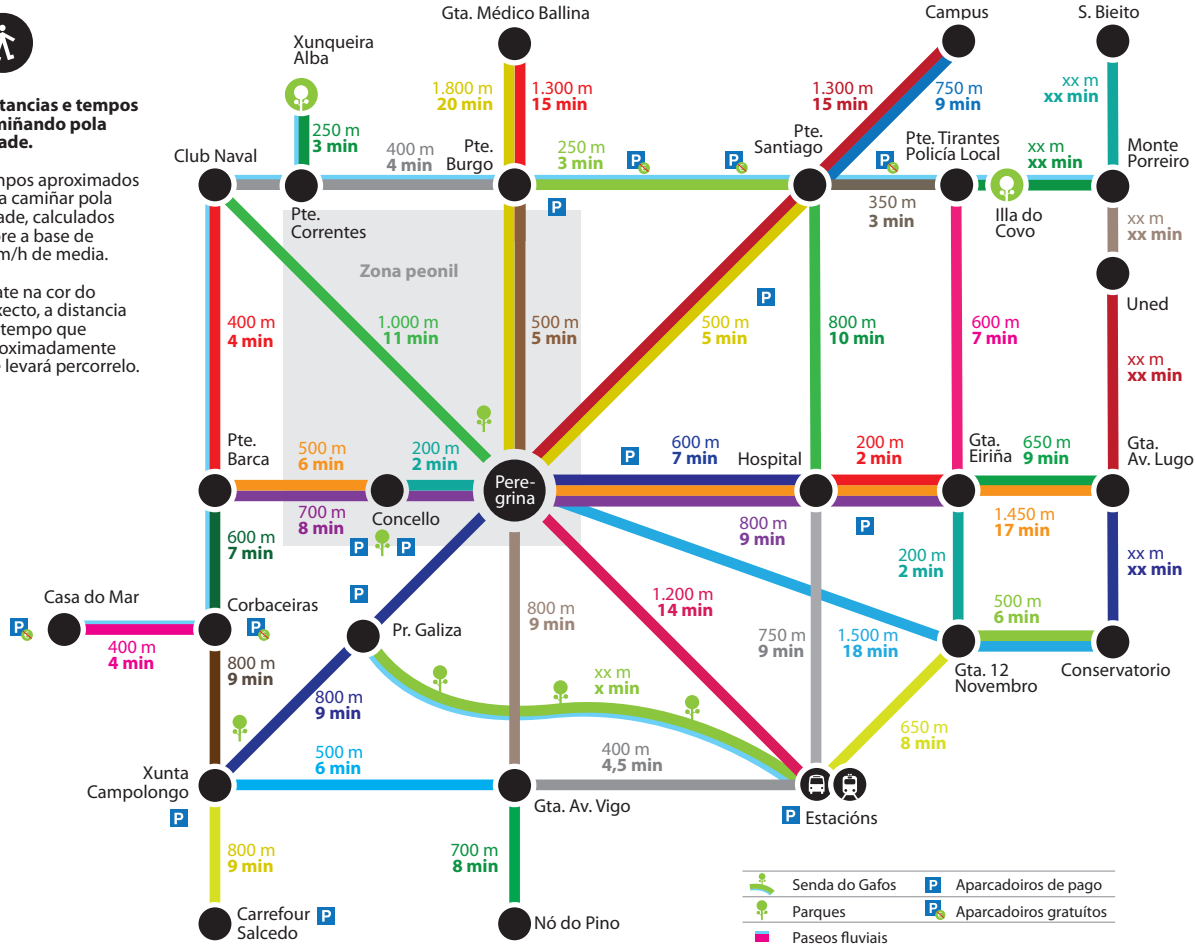 Gta. Médico Ballina
Campus
S. Bieito
Xunqueira
Alba
tancias e tempos
miñando pola
ade.
mpos aproximados
a camiñar pola
ade, calculados
re a base de
m/h de media.
ate na cor do
xecto, a distancia
tempo que
oximadamente
levará percorrelo.
1.800 m
20 min
1.300 m
15 min
1.300 m
15 min
750 m
9 min
xx m
xx min
250 m
3 min
Club Naval
400 m
4 min
Pte.
Burgo
250 m
3 min
P
P
Pte.
Santiago
P
Pte. Tirantes
Policía Local
xx m
xx min
Monte
Porreiro
Pte.
Correntes
P
350 m
3 min
Illa do
Covo
xx m
xx min
Zona peonil
P
Uned
400 m
4 min
1.000 m
11 min
500 m
5 min
500 m
5 min
800 m
10 min
600 m
7 min
xx m
xx min
Pte.
Barca
500 m
6 min
200 m
2 min
Pere-
grina
P
600 m
7 min
Hospital
200 m
2 min
Gta.
Eiriña
650 m
9 min
Gta.
Av. Lugo
700 m
8 min
Concello
P
P
800 m
9 min
P
1.450 m
17 min
600 m
7 min
200 m
2 min
xx m
xx min
Casa do Mar
P
400 m
4 min
Corbaceiras
P
P
Pr. Galiza
800 m
9 min
1.200 m
14 min
750 m
9 min
1.500 m
18 min
500 m
6 min
Gta. 12
Novembro
Conservatorio
800 m
9 min
800 m
9 min
xx m
x min
650 m
8 min
Xunta
Campolongo
P
500 m
6 min
400 m
4,5 min
Gta. Av. Vigo
P Estacións
800 m
9 min
700 m
8 min
Carrefour
Salcedo
P
Nó do Pino
Senda do Gafos
P Aparcadoiros de pago
Parques
P Aparcadoiros gratuítos
Paseos fluviais